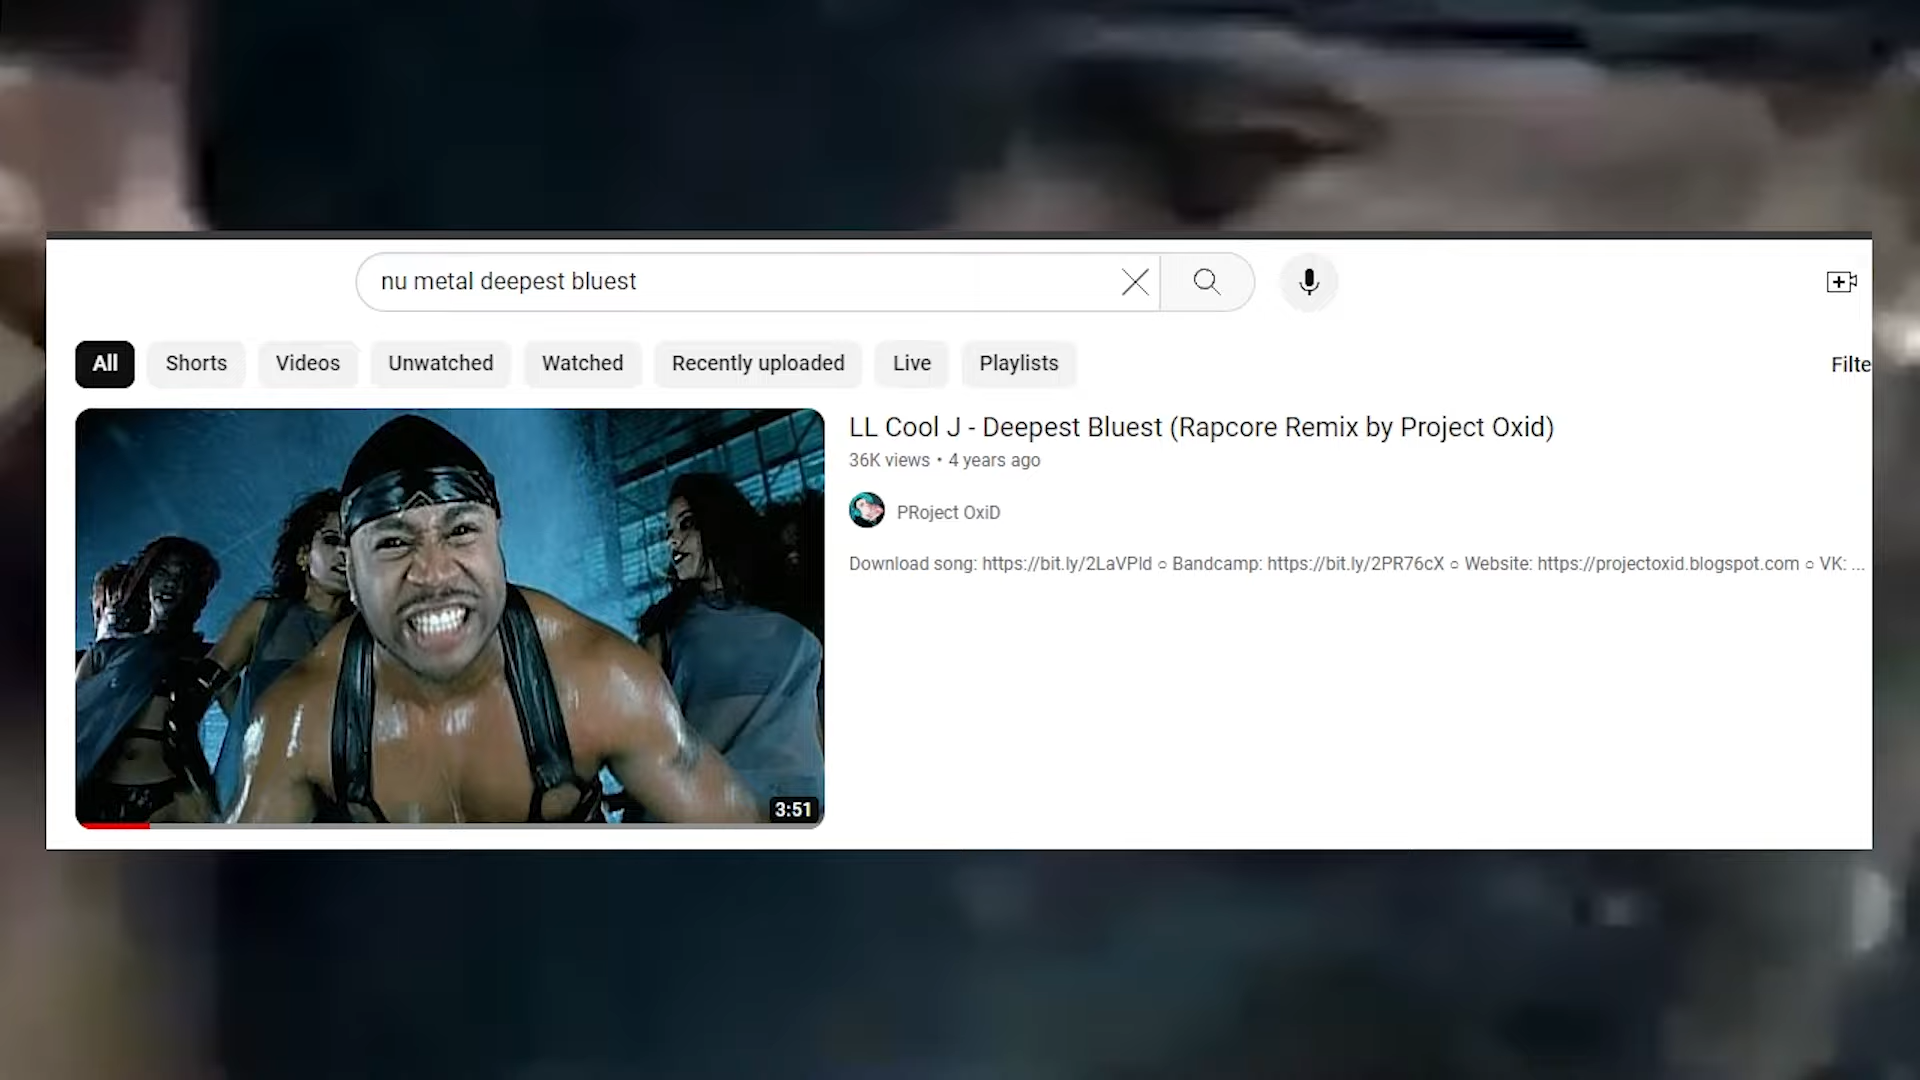 nu metal deepest bluest
All Shorts Videos Unwatched Watched Recently uploaded Live Playlists Filte
LL Cool J - Deepest Bluest (Rapcore Remix by Project Oxid)
36K views • 4 years ago
PRoject OxiD
Download song: https://bit.ly/2LaVPld ○ Bandcamp: https://bit.ly/2PR76cX ○ Website: https://projectoxid.blogspot.com ○ VK: ...
3:51